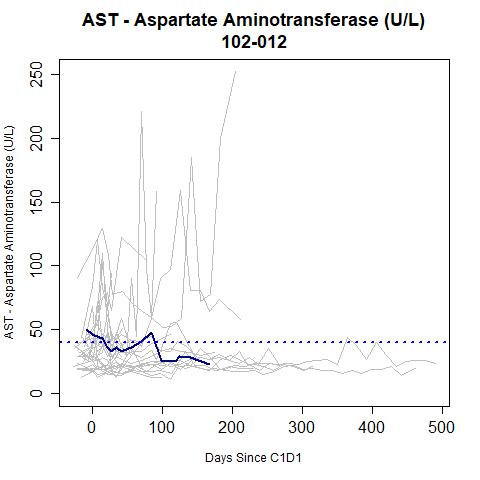 AST - Aspartate Aminotransferase (U/L)
102-012
AST - Aspartate Aminotransferase (U/L)
250
200
150
100
50
0
0 100 200 300 400 500
Days Since C1D1